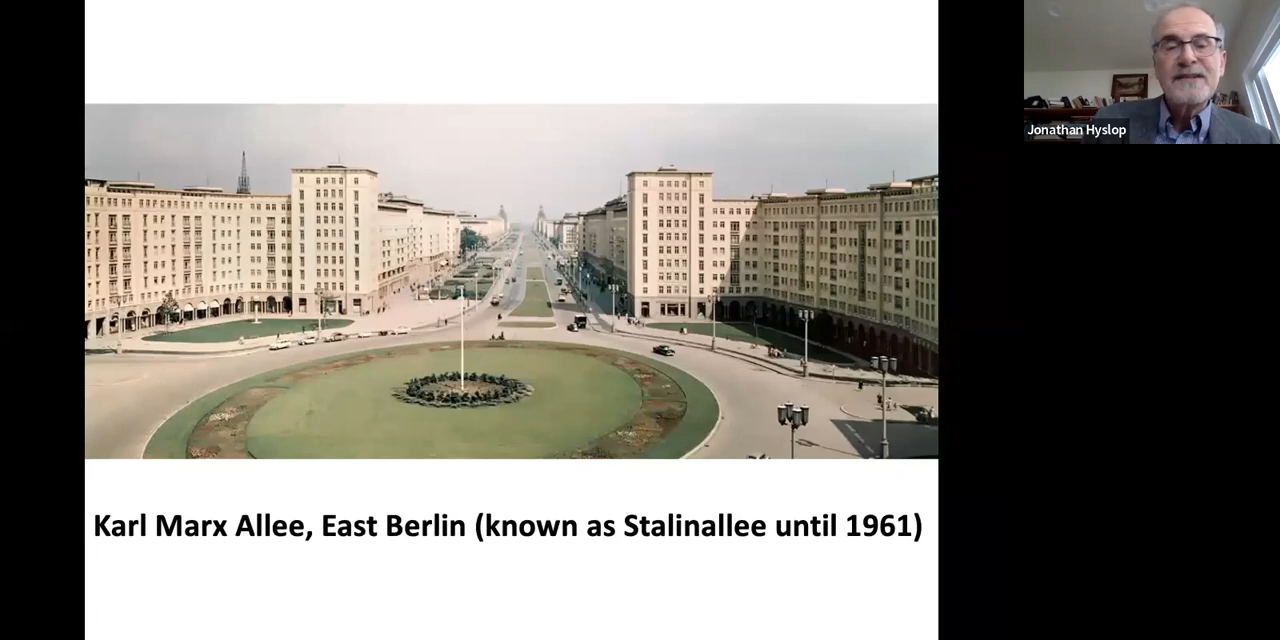 Jonathan Hyslop
Karl Marx Allee, East Berlin (known as Stalinallee until 1961)